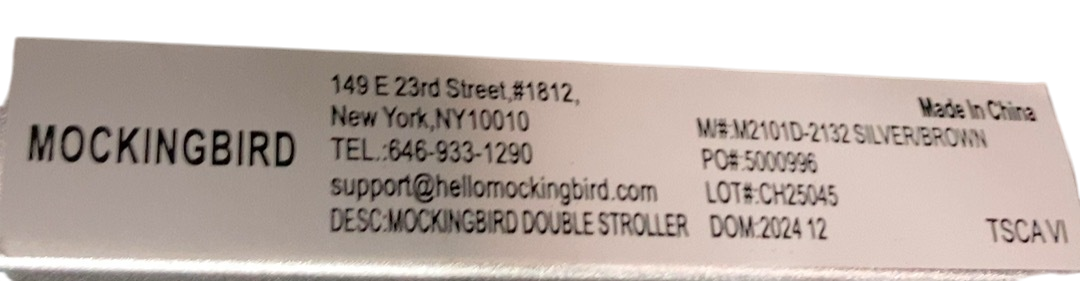 MOCKINGBIRD
149 E 23rd Street,#1812,
New York,NY10010
TEL.:646-933-1290
support@hellomockingbird.com
DESC:MOCKINGBIRD DOUBLE STROLLER
Made In China
M/#:M2101D-2132 SILVER/BROWN
PO#:5000996
LOT#:CH25045
DOM:2024 12
TSCA VI